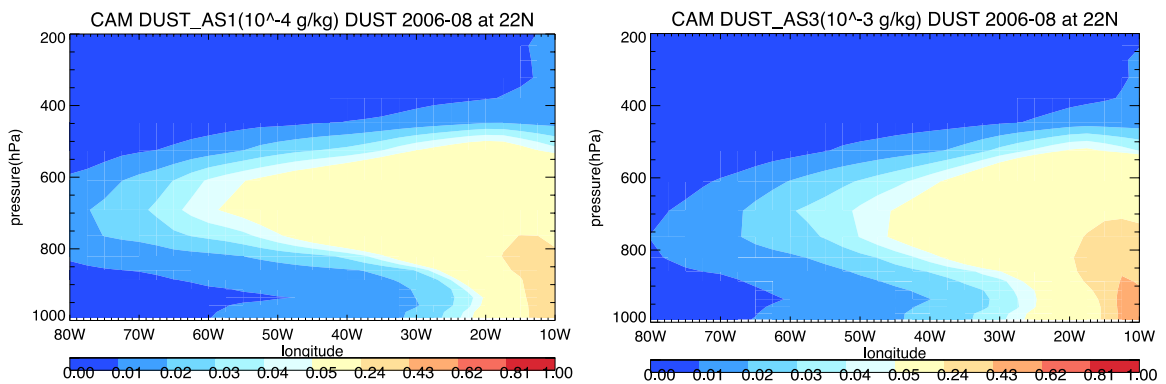 CAM DUST_AS1(10^-4 g/kg) DUST 2006-08 at 22N
200
400
600
800
1000
pressure(hPa)
80W 70W 60W 50W 40W 30W 20W 10W
longitude
0.00 0.01 0.02 0.03 0.04 0.05 0.24 0.43 0.62 0.81 1.00
CAM DUST_AS3(10^-3 g/kg) DUST 2006-08 at 22N
200
400
600
800
1000
pressure(hPa)
80W 70W 60W 50W 40W 30W 20W 10W
longitude
0.00 0.01 0.02 0.03 0.04 0.05 0.24 0.43 0.62 0.81 1.00